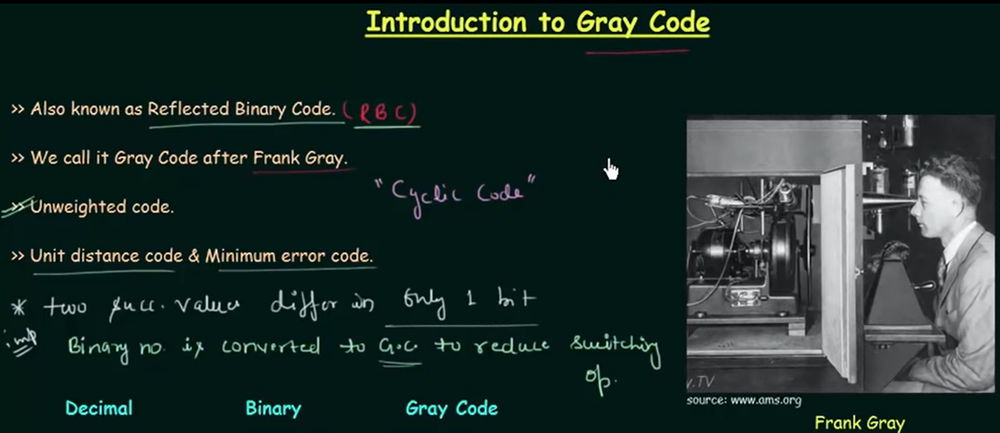 Introduction to Gray Code
>> Also known as Reflected Binary Code. (RBC)
>> We call it Gray Code after Frank Gray.
"Cyclic Code"
>> Unweighted code.
>> Unit distance code & Minimum error code.
* two succ. values differ in only 1 bit
imp Binary no. is converted to G.C. to reduce switching
op.
Decimal Binary Gray Code
.TV
source: www.ams.org
Frank Gray